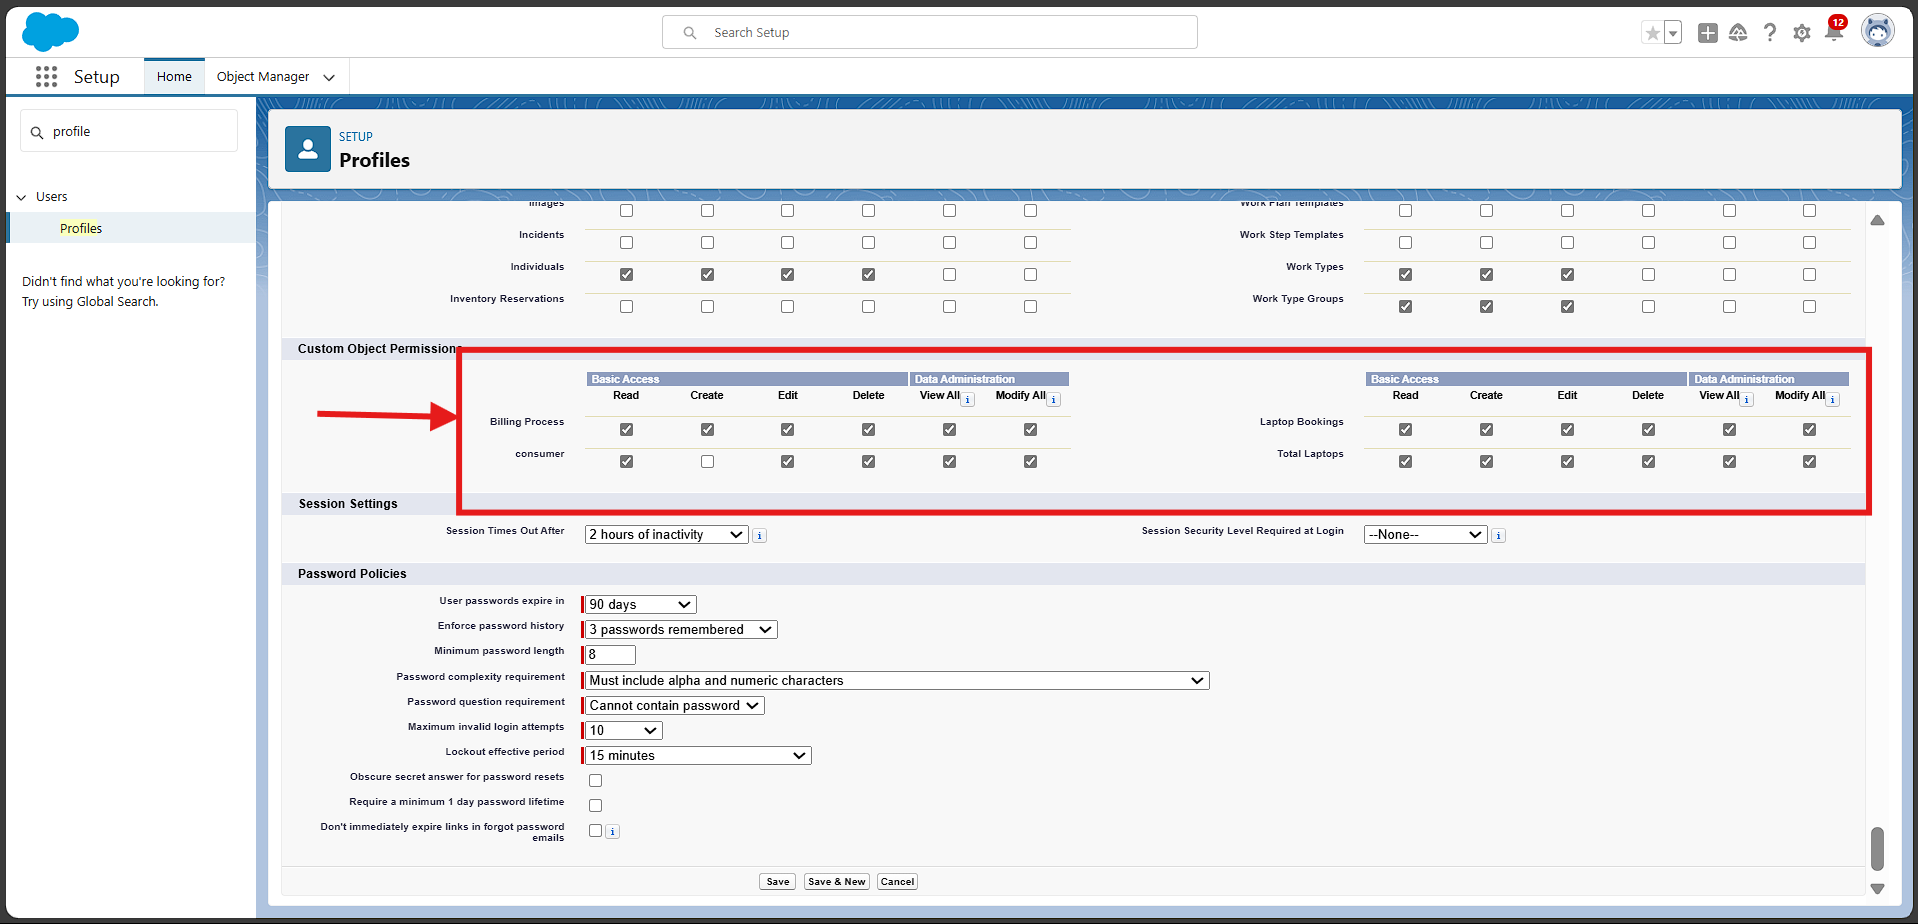 Search Setup
12
Setup
Home
Object Manager
profile
Users
Profiles
Didn't find what you're looking for?
Try using Global Search.
SETUP
Profiles
Images
Work Plan Templates
Incidents
Work Step Templates
Individuals
Work Types
Inventory Reservations
Work Type Groups
Custom Object Permissions
Basic Access Data Administration
Read Create Edit Delete View All i Modify All i
Billing Process
consumer
Basic Access Data Administration
Read Create Edit Delete View All i Modify All i
Laptop Bookings
Total Laptops
Session Settings
Session Times Out After 2 hours of inactivity i
Session Security Level Required at Login --None-- i
Password Policies
User passwords expire in 90 days
Enforce password history 3 passwords remembered
Minimum password length 8
Password complexity requirement Must include alpha and numeric characters
Password question requirement Cannot contain password
Maximum invalid login attempts 10
Lockout effective period 15 minutes
Obscure secret answer for password resets
Require a minimum 1 day password lifetime
Don't immediately expire links in forgot password
emails i
Save Save & New Cancel